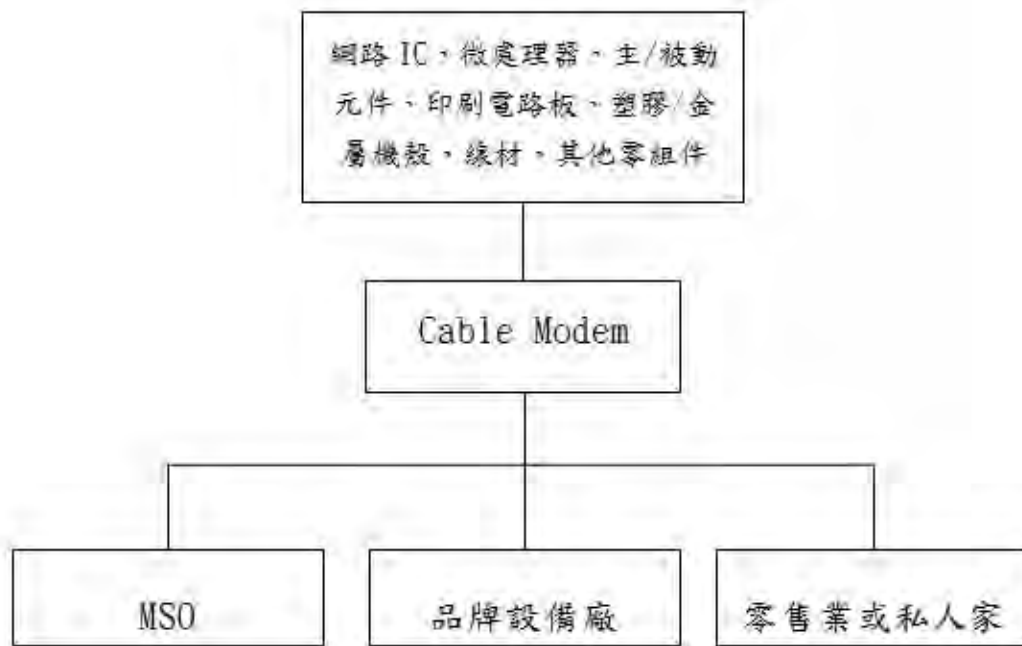 網路 IC、微處理器、主/被動
元件、印刷電路板、塑膠/金
屬機殼、線材、其他零組件
Cable Modem
MSO
品牌設備廠
零售業或私人家